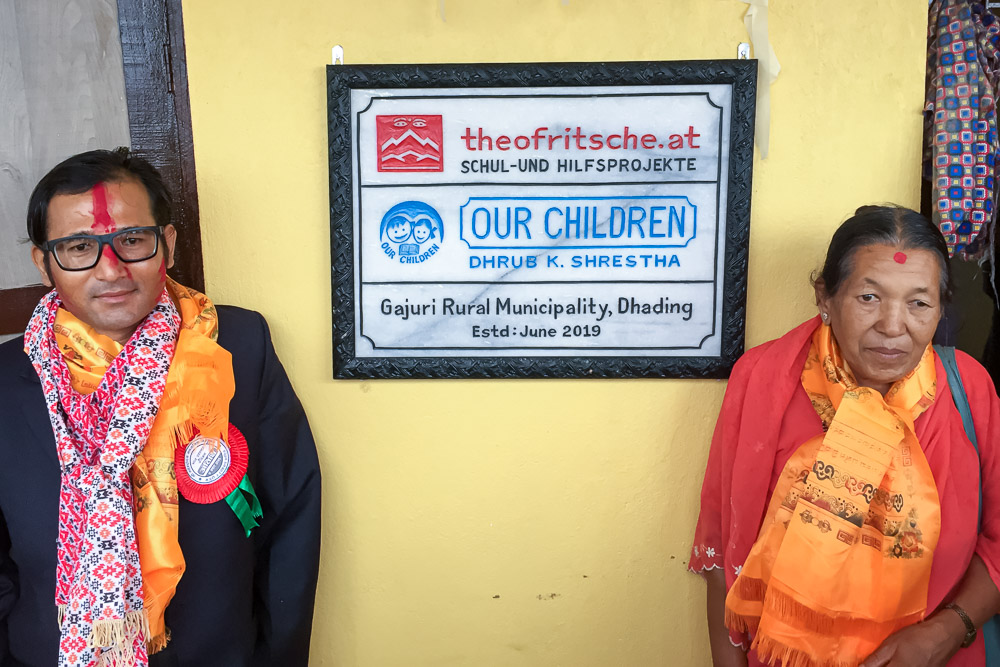 theofritsche.at
SCHUL-UND HILFSPROJEKTE
OUR CHILDREN
OUR CHILDREN
DHRUB K. SHRESTHA
Gajuri Rural Municipality, Dhading
Estd: June 2019